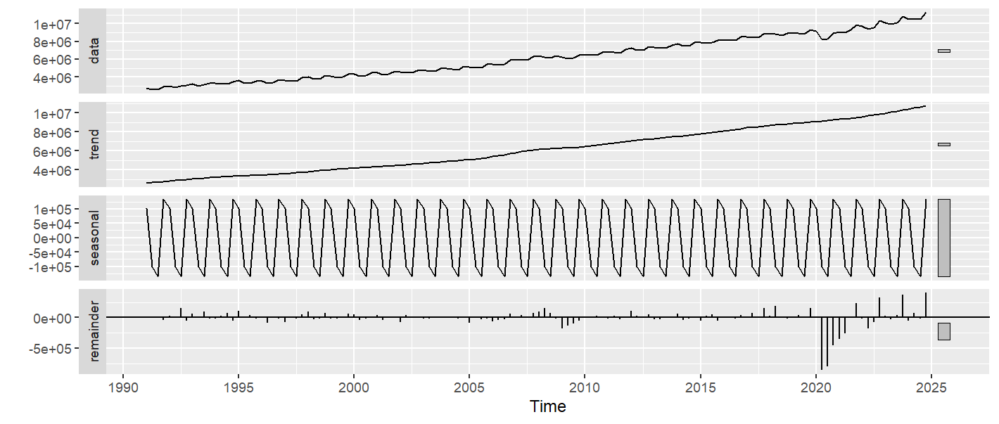 data
1e+07
8e+06
6e+06
4e+06
trend
1e+07
8e+06
6e+06
4e+06
seasonal
1e+05
5e+04
0e+00
-5e+04
-1e+05
remainder
0e+00
-5e+05
1990 1995 2000 2005 2010 2015 2020 2025
Time